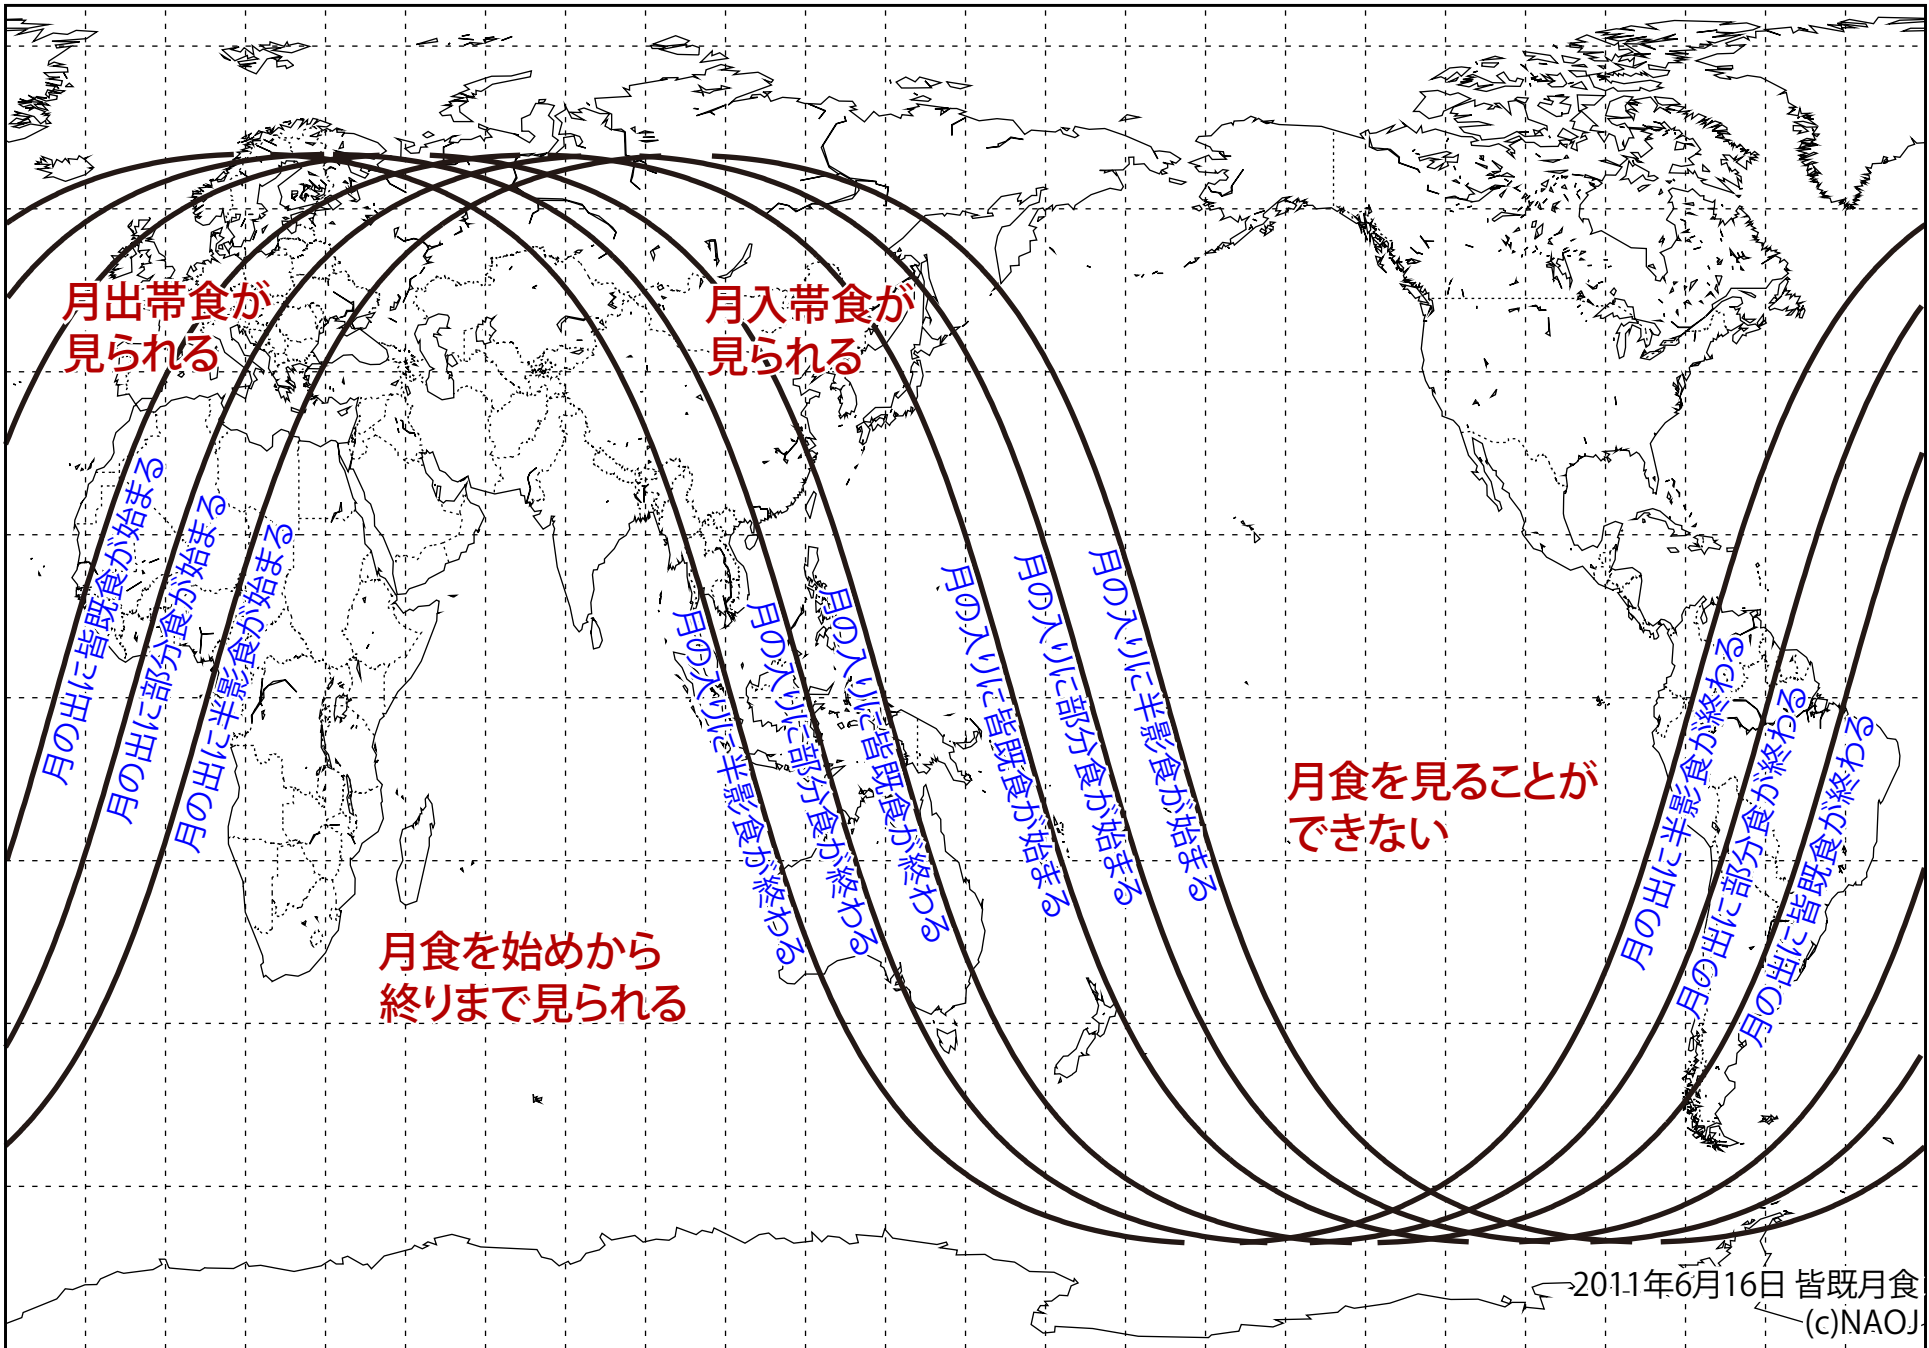 月出帯食が
見られる
月入帯食が
見られる
月の出に皆既食が始まる
月の出に部分食が始まる
月の出に半影食が始まる
月の入りに半影食が終わる
月の入りに部分食が終わる
月の入りに皆既食が終わる
月の入りに皆既食が始まる
月の入りに部分食が始まる
月の入りに半影食が始まる
月の出に半影食が終わる
月の出に部分食が終わる
月の出に皆既食が終わる
月食を見ることが
できない
月食を始めから
終りまで見られる
2011年6月16日 皆既月食
(c)NAOJ